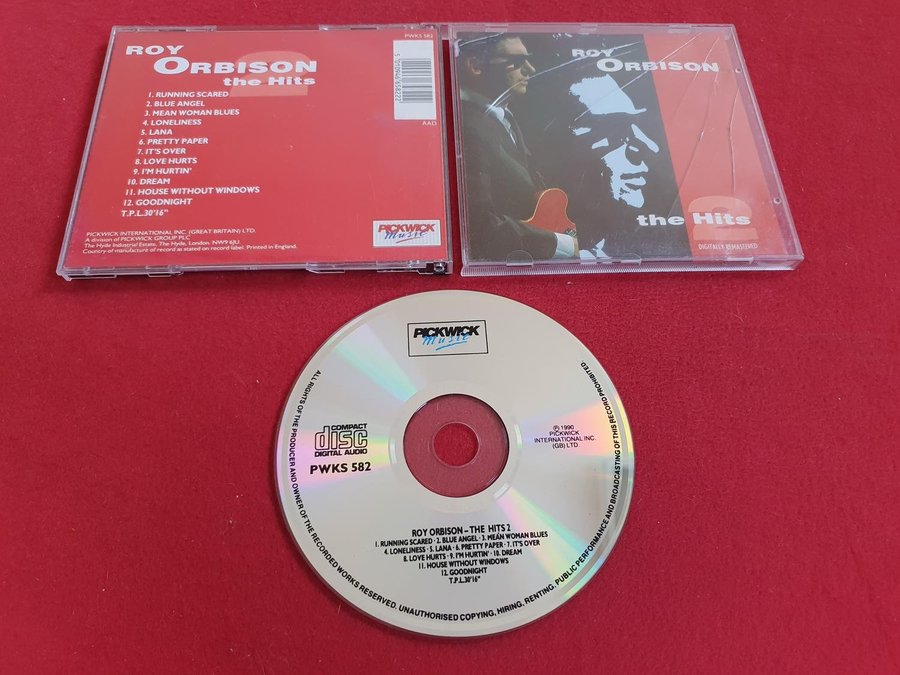 PWKS 582
ROY
ORBISON
the Hits
2
1. RUNNING SCARED
2. BLUE ANGEL
3. MEAN WOMAN BLUES
4. LONELINESS
5. LANA
6. PRETTY PAPER
7. IT'S OVER
8. LOVE HURTS
9. I'M HURTIN'
10. DREAM
11. HOUSE WITHOUT WINDOWS
12. GOODNIGHT
T.P.L.30'16"
5 010946 658222
AAD
PICKWICK INTERNATIONAL INC. (GREAT BRITAIN) LTD.
A division of PICKWICK GROUP PLC
The Hyde Industrial Estate, The Hyde, London. NW9 6JU.
Country of manufacture of record as stated on record label. Printed in England.
PICKWICK
Music
ROY
ORBISON
the Hits
2
DIGITALLY REMASTERED
PICKWICK
Music
COMPACT
disc
DIGITAL AUDIO
PWKS 582
℗ 1990
PICKWICK
INTERNATIONAL INC.
(GB) LTD.
ROY ORBISON – THE HITS 2
1. RUNNING SCARED · 2. BLUE ANGEL · 3. MEAN WOMAN BLUES
4. LONELINESS · 5. LANA · 6. PRETTY PAPER · 7. IT'S OVER
8. LOVE HURTS · 9. I'M HURTIN' · 10. DREAM
11. HOUSE WITHOUT WINDOWS
12. GOODNIGHT
T.P.L.30'16"
ALL RIGHTS OF THE PRODUCER AND OWNER OF THE RECORDED WORKS RESERVED. UNAUTHORISED COPYING, HIRING, RENTING, PUBLIC PERFORMANCE AND BROADCASTING OF THIS RECORD PROHIBITED.